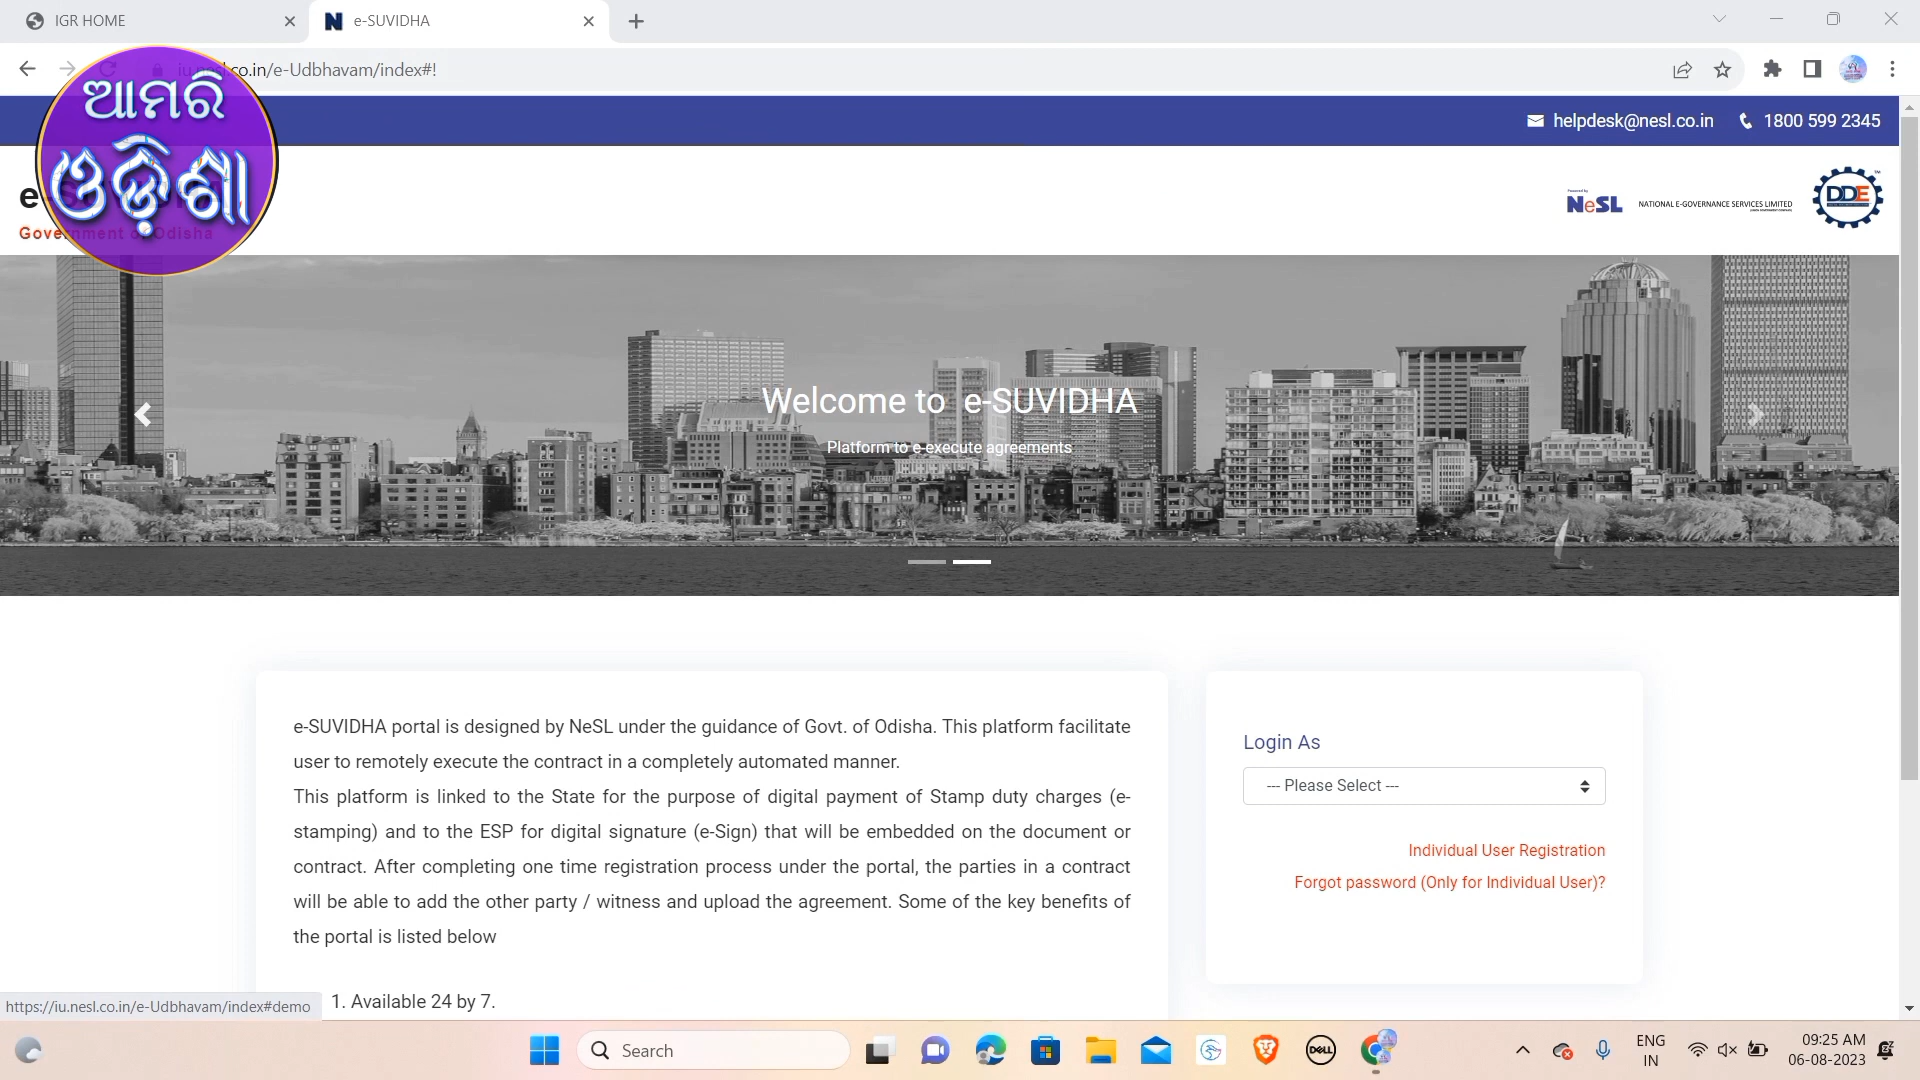 IGR HOME
e-SUVIDHA
co.in/e-Udbhavam/index#!
ଆମରି
ଓଡ଼ିଶା
helpdesk@nesl.co.in
1800 599 2345
Government of Odisha
Powered by
NeSL
NATIONAL E-GOVERNANCE SERVICES LIMITED
DDE
Welcome to e-SUVIDHA
Platform to e-execute agreements
e-SUVIDHA portal is designed by NeSL under the guidance of Govt. of Odisha. This platform facilitate
user to remotely execute the contract in a completely automated manner.
This platform is linked to the State for the purpose of digital payment of Stamp duty charges (e-
stamping) and to the ESP for digital signature (e-Sign) that will be embedded on the document or
contract. After completing one time registration process under the portal, the parties in a contract
will be able to add the other party / witness and upload the agreement. Some of the key benefits of
the portal is listed below
1. Available 24 by 7.
Login As
--- Please Select ---
Individual User Registration
Forgot password (Only for Individual User)?
https://iu.nesl.co.in/e-Udbhavam/index#demo
Search
DELL
ENG
IN
09:25 AM
06-08-2023